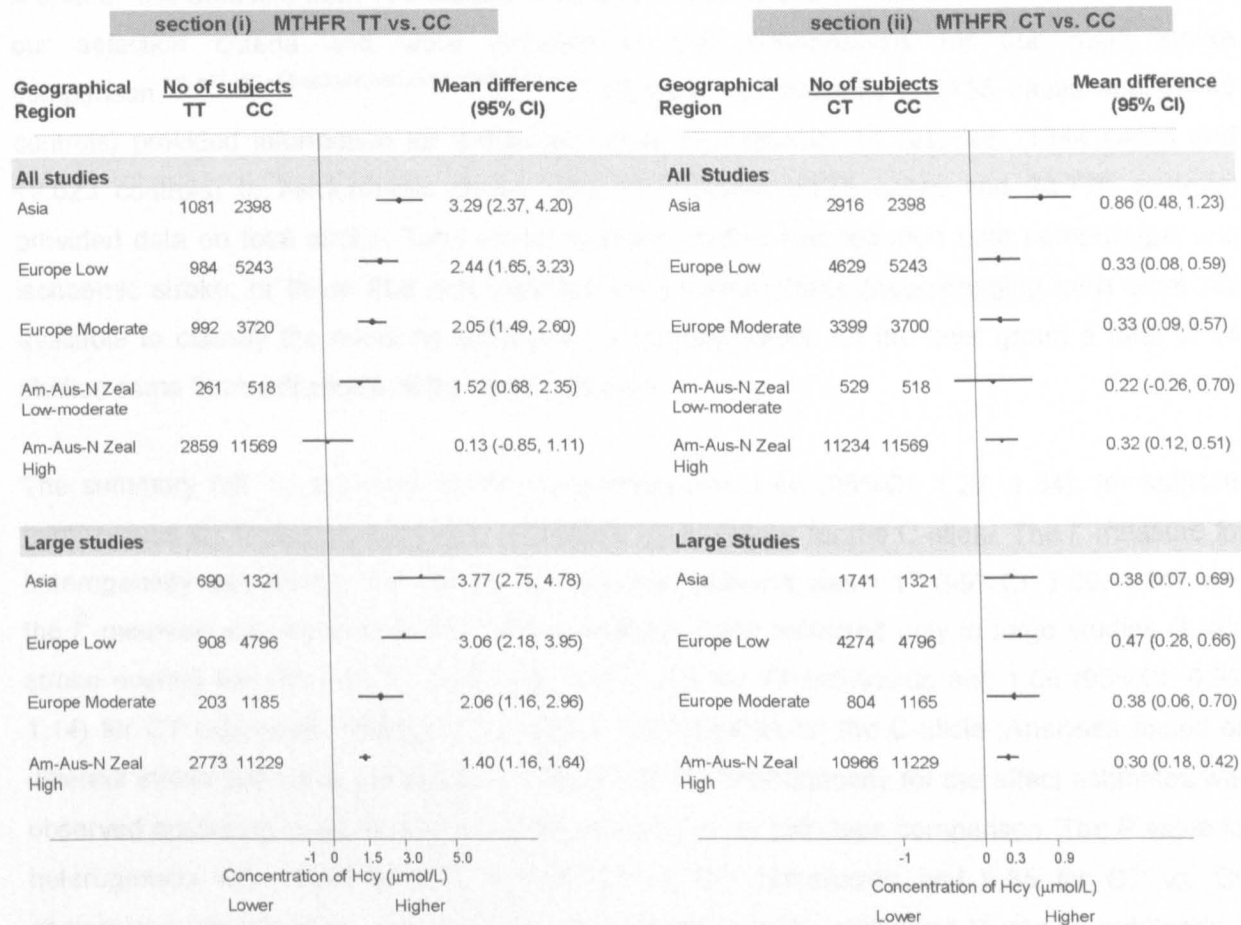 section (i) MTHFR TT vs. CC
Geographical Region No of subjects Mean difference
TT CC (95% CI)
All studies
Asia 1081 2398 3.29 (2.37, 4.20)
Europe Low 984 5243 2.44 (1.65, 3.23)
Europe Moderate 992 3720 2.05 (1.49, 2.60)
Am-Aus-N Zeal 261 518 1.52 (0.68, 2.35)
Low-moderate
Am-Aus-N Zeal 2859 11569 0.13 (-0.85, 1.11)
High
Large studies
Asia 690 1321 3.77 (2.75, 4.78)
Europe Low 908 4796 3.06 (2.18, 3.95)
Europe Moderate 203 1185 2.06 (1.16, 2.96)
Am-Aus-N Zeal 2773 11229 1.40 (1.16, 1.64)
High
-1 0 1.5 3.0 5.0
Concentration of Hcy (μmol/L)
Lower Higher
section (ii) MTHFR CT vs. CC
Geographical Region No of subjects Mean difference
CT CC (95% CI)
All Studies
Asia 2916 2398 0.86 (0.48, 1.23)
Europe Low 4629 5243 0.33 (0.08, 0.59)
Europe Moderate 3399 3700 0.33 (0.09, 0.57)
Am-Aus-N Zeal 529 518 0.22 (-0.26, 0.70)
Low-moderate
Am-Aus-N Zeal 11234 11569 0.32 (0.12, 0.51)
High
Large Studies
Asia 1741 1321 0.38 (0.07, 0.69)
Europe Low 4274 4796 0.47 (0.28, 0.66)
Europe Moderate 804 1165 0.38 (0.06, 0.70)
Am-Aus-N Zeal 10966 11229 0.30 (0.18, 0.42)
High
-1 0 0.3 0.9
Concentration of Hcy (μmol/L)
Lower Higher